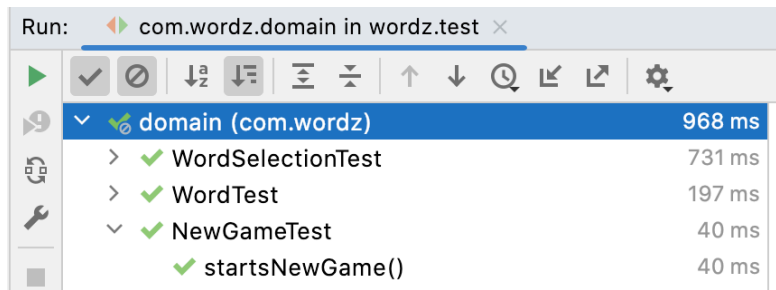 Run: com.wordz.domain in wordz.test
domain (com.wordz) 968 ms
WordSelectionTest 731 ms
WordTest 197 ms
NewGameTest 40 ms
startsNewGame() 40 ms